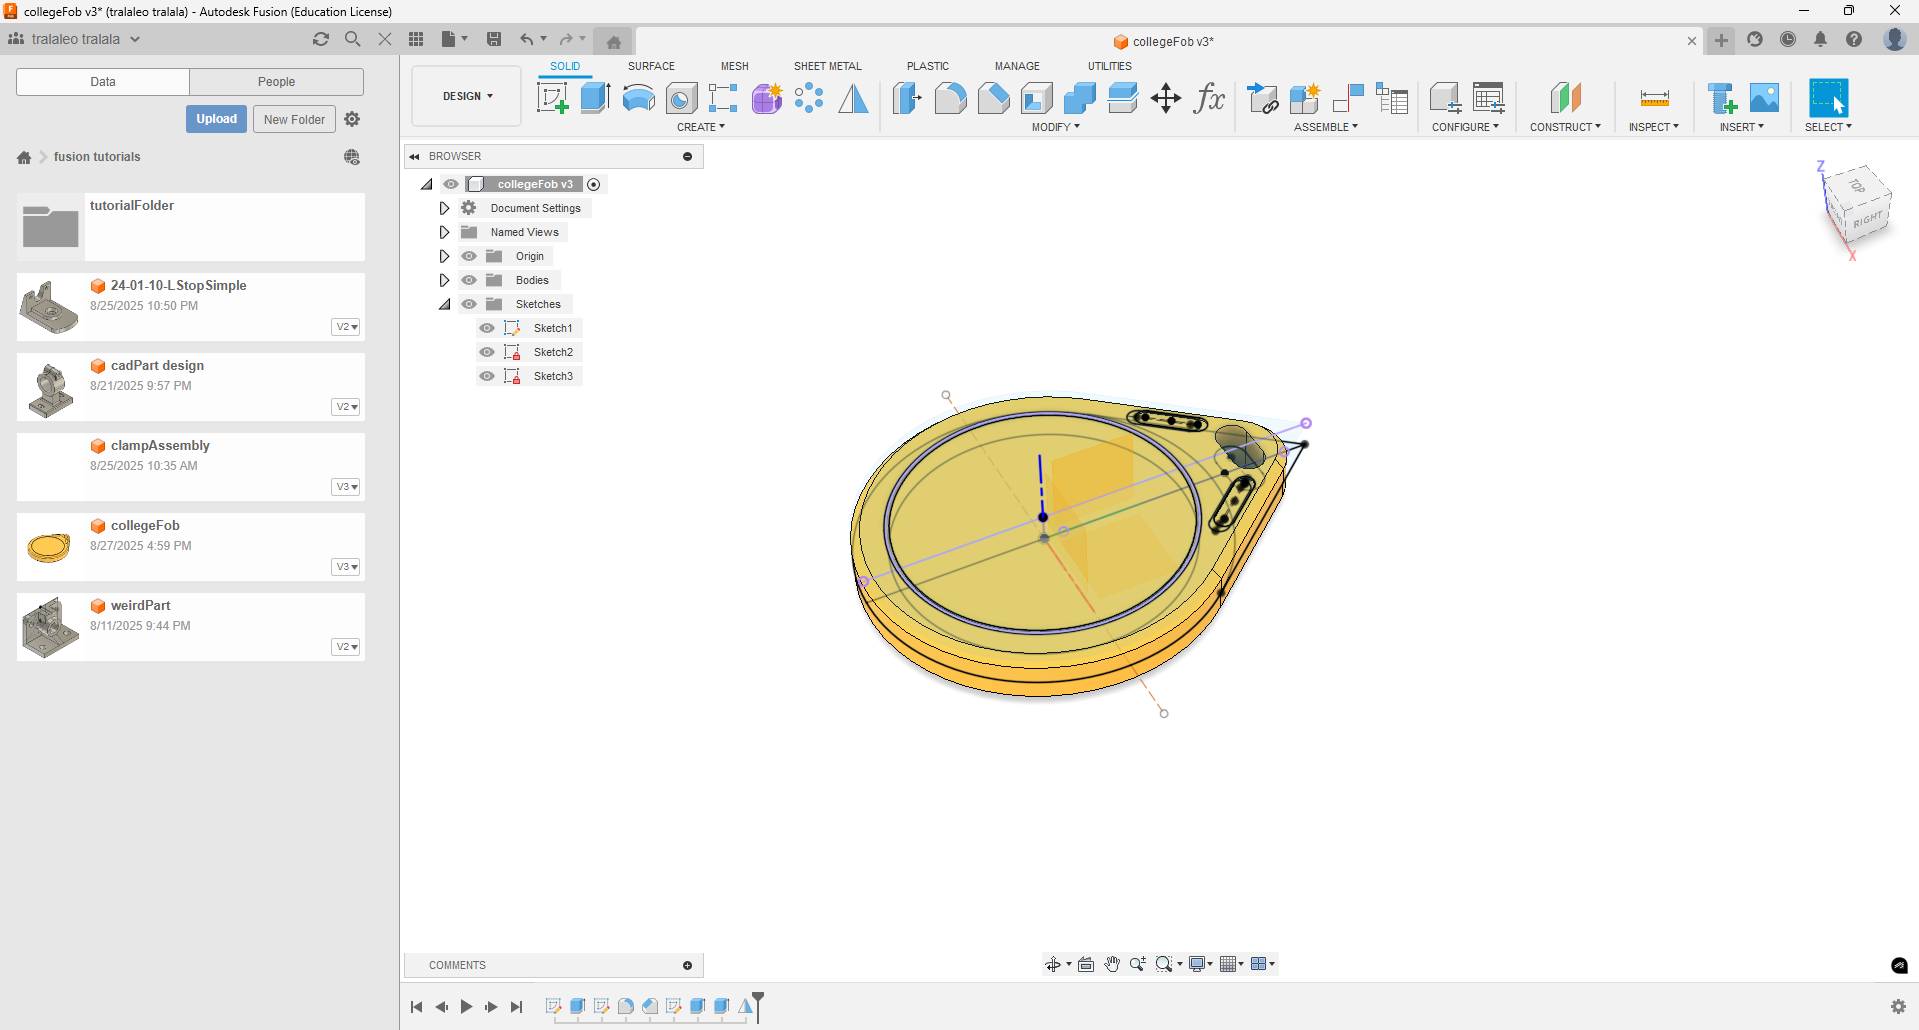 collegeFob v3* (tralaleo tralala) - Autodesk Fusion (Education License)
tralaleo tralala
collegeFob v3*
Data
People
Upload
New Folder
fusion tutorials
tutorialFolder
24-01-10-LStopSimple
8/25/2025 10:50 PM
V2
cadPart design
8/21/2025 9:57 PM
V2
clampAssembly
8/25/2025 10:35 AM
V3
collegeFob
8/27/2025 4:59 PM
V3
weirdPart
8/11/2025 9:44 PM
V2
DESIGN
SOLID
SURFACE
MESH
SHEET METAL
PLASTIC
MANAGE
UTILITIES
CREATE
MODIFY
ASSEMBLE
CONFIGURE
CONSTRUCT
INSPECT
INSERT
SELECT
BROWSER
collegeFob v3
Document Settings
Named Views
Origin
Bodies
Sketches
Sketch1
Sketch2
Sketch3
Z
TOP
RIGHT
X
COMMENTS